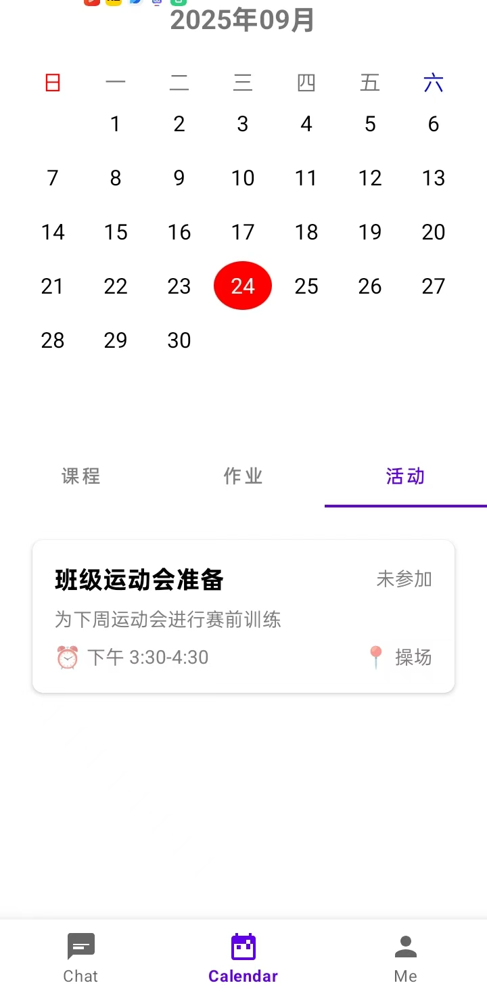 2025年09月
日 一 二 三 四 五 六
1 2 3 4 5 6
7 8 9 10 11 12 13
14 15 16 17 18 19 20
21 22 23 24 25 26 27
28 29 30
课程 作业 活动
班级运动会准备 未参加
为下周运动会进行赛前训练
下午 3:30-4:30 操场
Chat Calendar Me